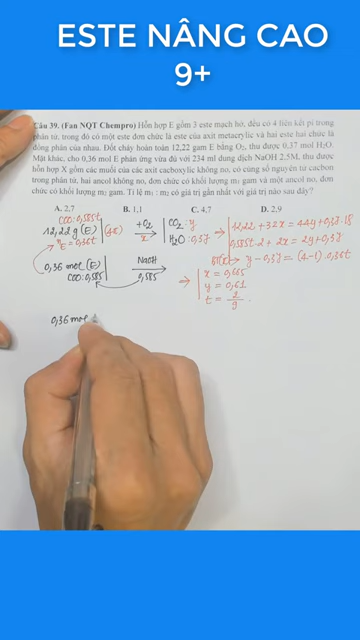 ESTE NÂNG CAO
9+
Câu 39. (Fan NQT Chempro) Hỗn hợp E gồm 3 este mạch hở, đều có 4 liên kết pi trong
phân tử, trong đó có một este đơn chức là este của axit metacrylic và hai este hai chức là
đồng phân của nhau. Đốt cháy hoàn toàn 12,22 gam E bằng O₂, thu được 0,37 mol H₂O.
Mặt khác, cho 0,36 mol E phản ứng vừa đủ với 234 ml dung dịch NaOH 2,5M, thu được
hỗn hợp X gồm các muối của các axit cacboxylic không no, có cùng số nguyên tử cacbon
trong phân tử, hai ancol không no, đơn chức có khối lượng m₁ gam và một ancol no, đơn
chức có khối lượng m₂ gam. Tỉ lệ m₁ : m₂ có giá trị gần nhất với giá trị nào sau đây?
A. 2,7 B. 1,1 C. 4,7 D. 2,9
COO: 0,585t
12,22 g (E) (4π) +O₂ x CO₂: y
nE = 0,36t H₂O: 0,37
12,22 + 32x = 44y + 0,37.18
0,585t.2 + 2x = 2y + 0,37
y - 0,37 = (4-1).0,36t
0,36 mol (E) NaOH
COO: 0,585 0,585
x = 0,665
y = 0,61
t = 2/9
0,36 mol